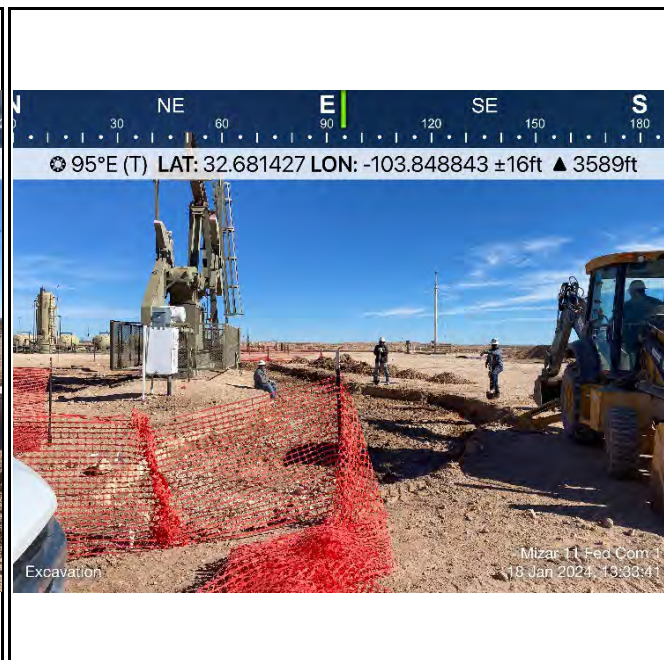 N NE E SE S
30 60 90 120 150 180
95°E (T) LAT: 32.681427 LON: -103.848843 ±16ft ▲ 3589ft
Mizar 11 Fed Com 1
Excavation 18 Jan 2024, 13:33:41